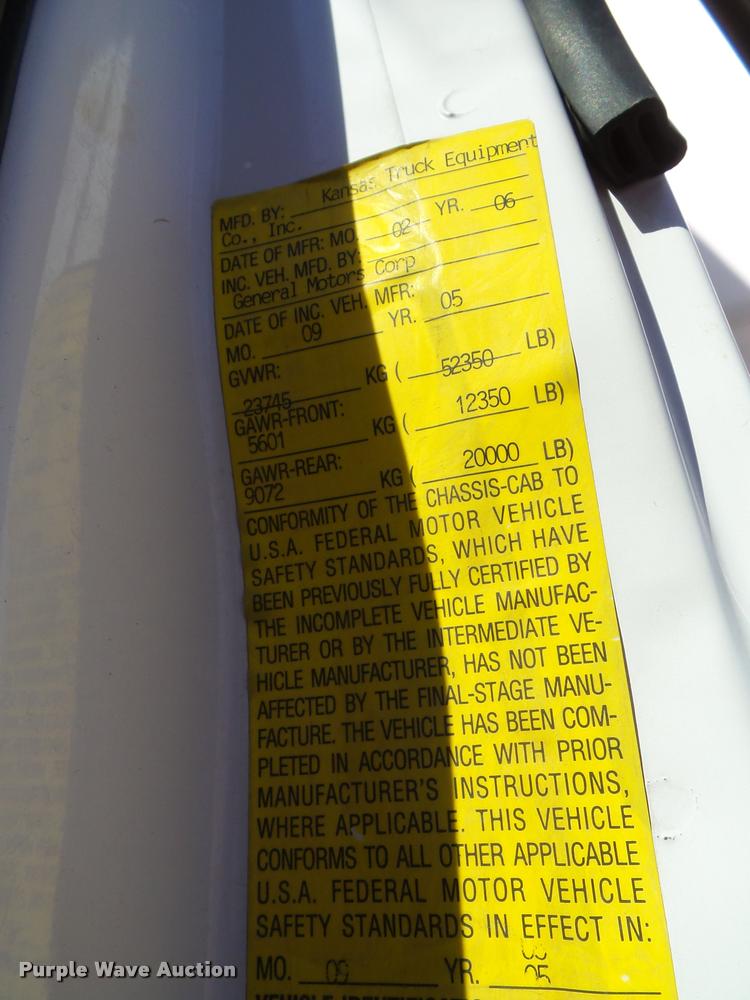 MFD. BY: Kansas Truck Equipment
Co., Inc.
DATE OF MFR: MO. 02 YR. 06
INC. VEH. MFD. BY:
General Motors Corp
DATE OF INC. VEH. MFR:
MO. 09 YR. 05
GVWR:
23745 KG ( 52350 LB)
GAWR-FRONT:
5601 KG ( 12350 LB)
GAWR-REAR:
9072 KG ( 20000 LB)
CONFORMITY OF THE CHASSIS-CAB TO
U.S.A. FEDERAL MOTOR VEHICLE
SAFETY STANDARDS, WHICH HAVE
BEEN PREVIOUSLY FULLY CERTIFIED BY
THE INCOMPLETE VEHICLE MANUFAC-
TURER OR BY THE INTERMEDIATE VE-
HICLE MANUFACTURER, HAS NOT BEEN
AFFECTED BY THE FINAL-STAGE MANU-
FACTURE. THE VEHICLE HAS BEEN COM-
PLETED IN ACCORDANCE WITH PRIOR
MANUFACTURER'S INSTRUCTIONS,
WHERE APPLICABLE. THIS VEHICLE
CONFORMS TO ALL OTHER APPLICABLE
U.S.A. FEDERAL MOTOR VEHICLE
SAFETY STANDARDS IN EFFECT IN:
MO. 09 YR. 05
Purple Wave Auction